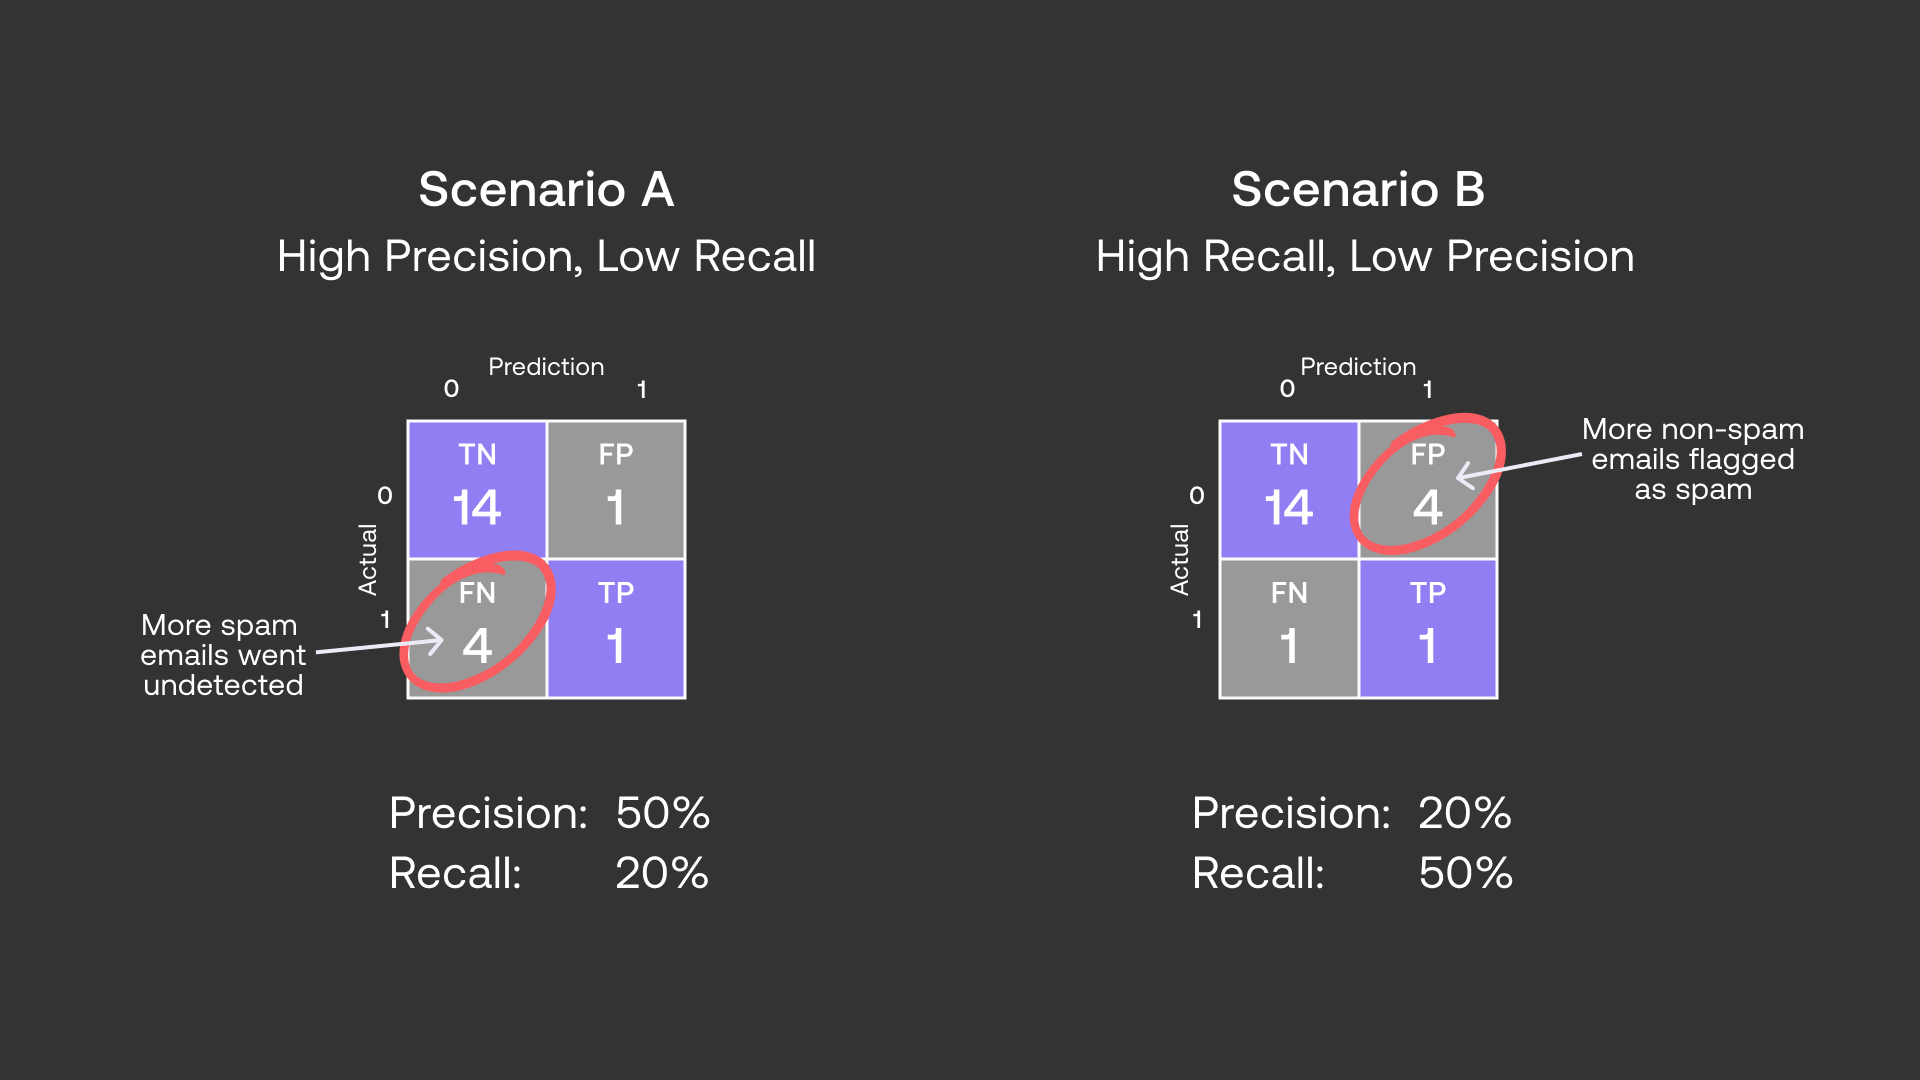 Scenario A
High Precision, Low Recall
Prediction
0 1
Actual
0
1
TN
14
FP
1
FN
4
TP
1
More spam
emails went
undetected
Precision: 50%
Recall: 20%
Scenario B
High Recall, Low Precision
Prediction
0 1
Actual
0
1
TN
14
FP
4
FN
1
TP
1
More non-spam
emails flagged
as spam
Precision: 20%
Recall: 50%